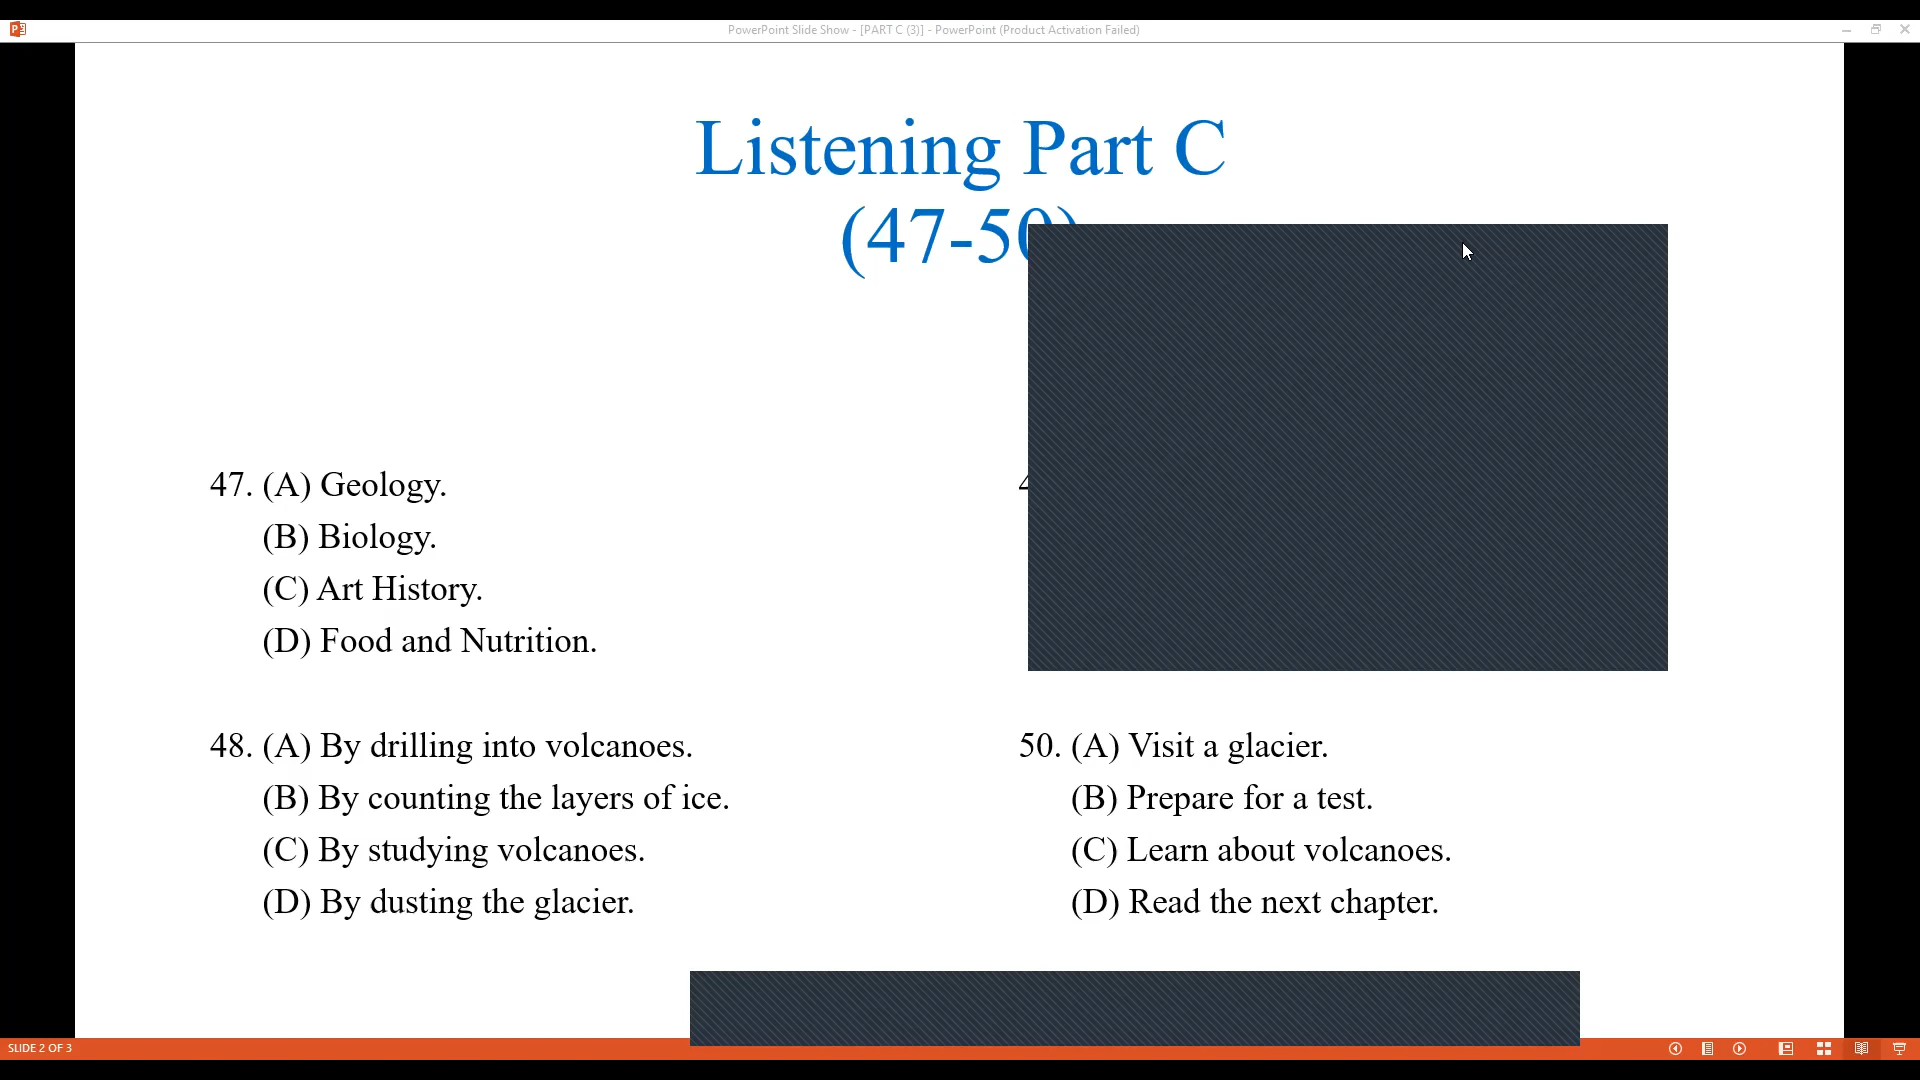 PowerPoint Slide Show - [PART C (3)] - PowerPoint (Product Activation Failed)
Listening Part C
(47-50)
47. (A) Geology.
(B) Biology.
(C) Art History.
(D) Food and Nutrition.
48. (A) By drilling into volcanoes.
(B) By counting the layers of ice.
(C) By studying volcanoes.
(D) By dusting the glacier.
50. (A) Visit a glacier.
(B) Prepare for a test.
(C) Learn about volcanoes.
(D) Read the next chapter.
SLIDE 2 OF 3